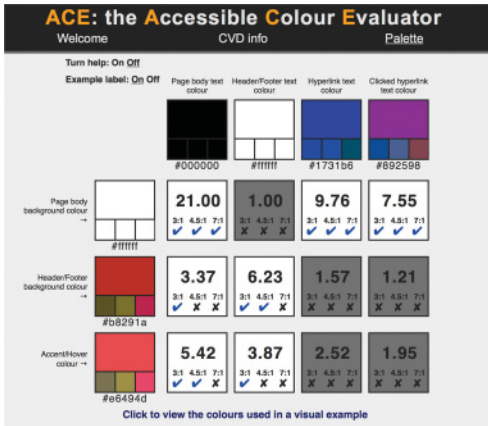 ACE: the Accessible Colour Evaluator
Welcome CVD info Palette
Turn help: On Off
Example label: On Off
Page body text colour
Header/Footer text colour
Hyperlink text colour
Clicked hyperlink text colour
#000000 #ffffff #1731b6 #892598
Page body background colour →
21.00 1.00 9.76 7.55
3:1 4.5:1 7:1 3:1 4.5:1 7:1 3:1 4.5:1 7:1 3:1 4.5:1 7:1
✓ ✓ ✓ ✗ ✗ ✗ ✓ ✓ ✓ ✓ ✓ ✓
#ffffff
Header/Footer background colour →
3.37 6.23 1.57 1.21
3:1 4.5:1 7:1 3:1 4.5:1 7:1 3:1 4.5:1 7:1 3:1 4.5:1 7:1
✓ ✗ ✗ ✓ ✓ ✗ ✗ ✗ ✗ ✗ ✗ ✗
#b8291a
Accent/Hover colour →
5.42 3.87 2.52 1.95
3:1 4.5:1 7:1 3:1 4.5:1 7:1 3:1 4.5:1 7:1 3:1 4.5:1 7:1
✓ ✓ ✗ ✓ ✗ ✗ ✗ ✗ ✗ ✗ ✗ ✗
#e6494d
Click to view the colours used in a visual example